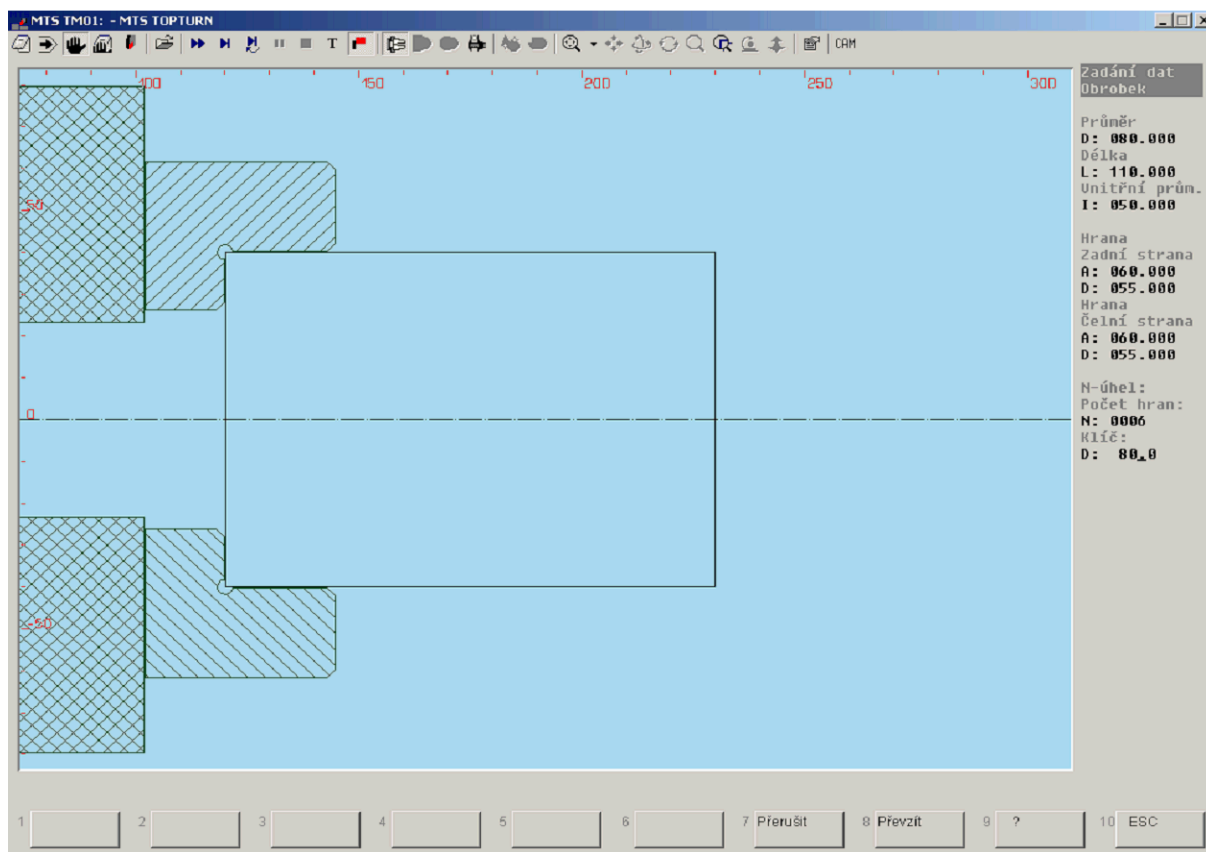 MTS TM01: - MTS TOPTURN
T
CAM
100 150 200 250 300
50
0
-50
Zadání dat
Obrobek
Průměr
D: 080.000
Délka
L: 110.000
Unitřní prům.
I: 050.000
Hrana
Zadní strana
A: 060.000
D: 055.000
Hrana
Čelní strana
A: 060.000
D: 055.000
N-úhel:
Počet hran:
N: 0006
Klíč:
D: 80.0
1 2 3 4 5 6 7 Přerušit 8 Převzít 9 ? 10 ESC